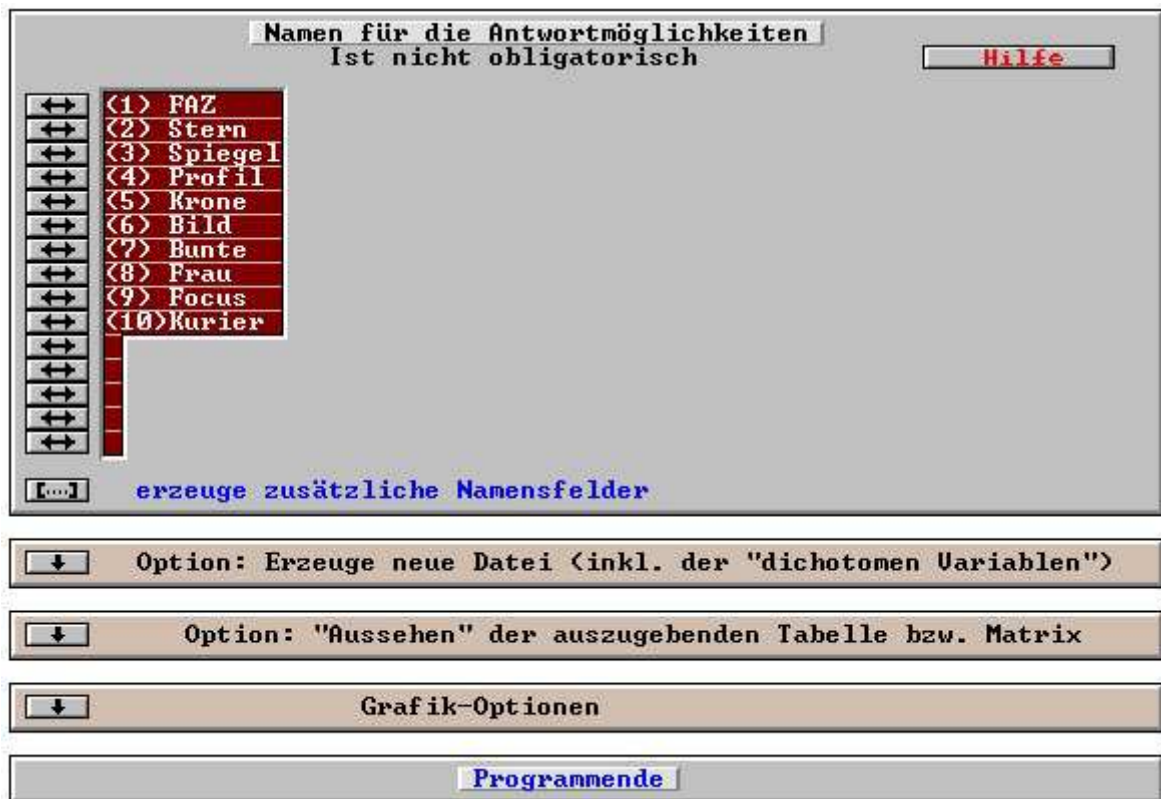 Namen für die Antwortmöglichkeiten
Ist nicht obligatorisch
Hilfe
(1) FAZ
(2) Stern
(3) Spiegel
(4) Profil
(5) Krone
(6) Bild
(7) Bunte
(8) Frau
(9) Focus
(10)Kurier
[....] erzeuge zusätzliche Namensfelder
Option: Erzeuge neue Datei (inkl. der "dichotomen Variablen")
Option: "Aussehen" der auszugebenden Tabelle bzw. Matrix
Grafik-Optionen
Programmende